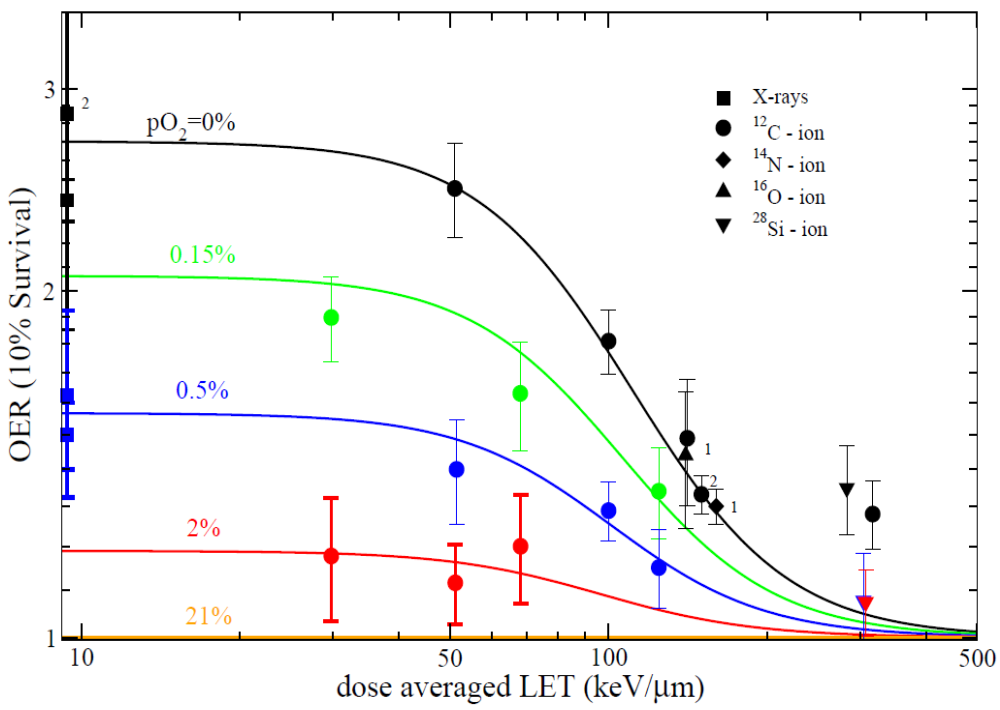 3
2
1
OER (10% Survival)
2
pO₂=0%
0.15%
0.5%
2%
21%
X-rays
¹²C - ion
¹⁴N - ion
¹⁶O - ion
²⁸Si - ion
1
2
1
10
50
100
500
dose averaged LET (keV/μm)